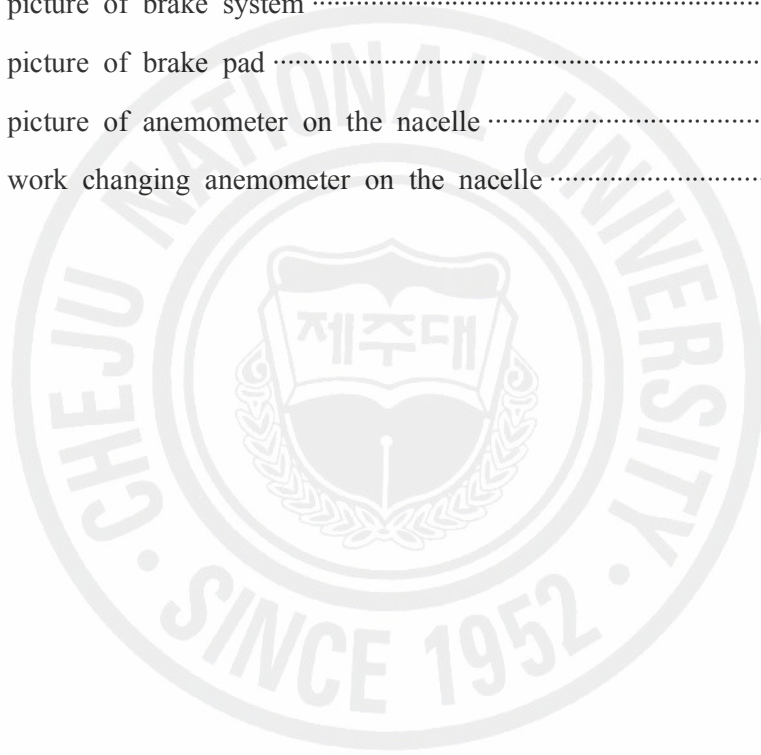 picture of brake system ································································
picture of brake pad ································································
picture of anemometer on the nacelle ································
work changing anemometer on the nacelle ································
CHEJU NATIONAL UNIVERSITY
제주대
· SINCE 1952 ·